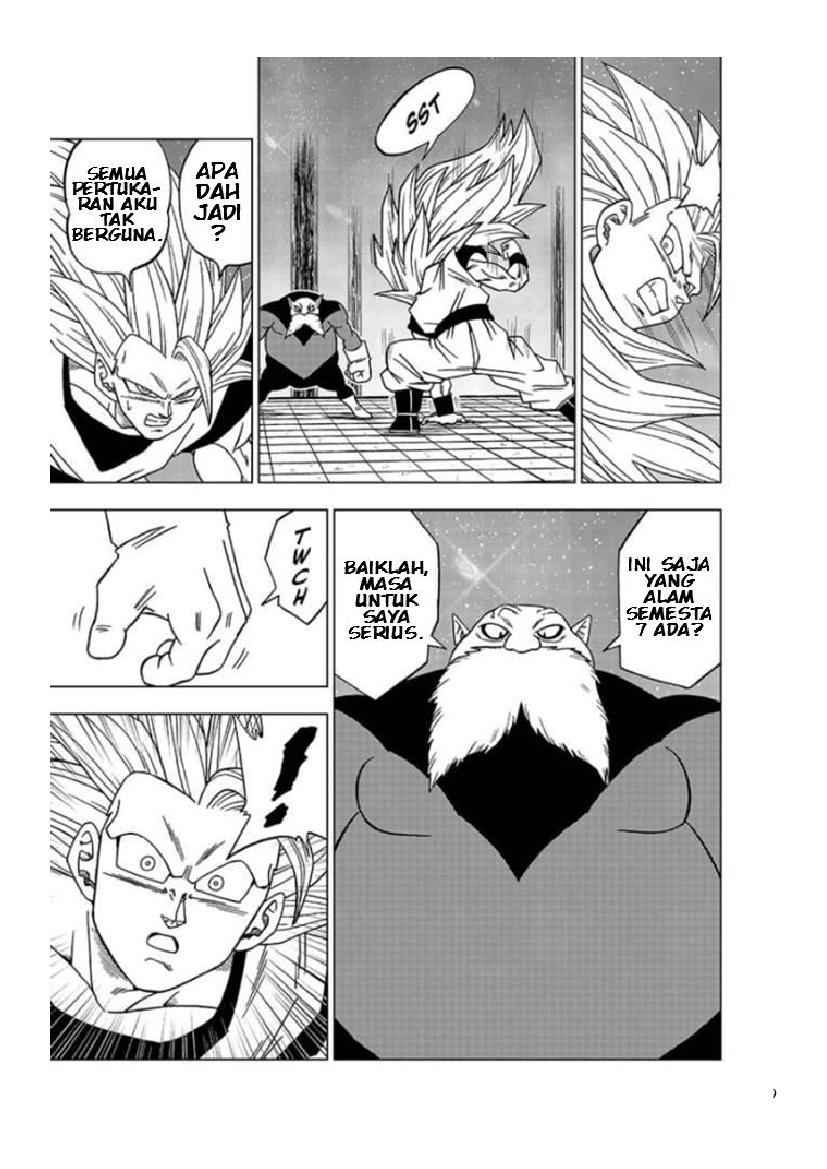 SST
APA
DAH
JADI
?
SEMUA
PERTUKA-
RAN AKU
TAK
BERGUNA.
INI SAJA
YANG
ALAM
SEMESTA
7 ADA?
BAIKLAH,
MASA
UNTUK
SAYA
SERIUS.
TWCH
!
9